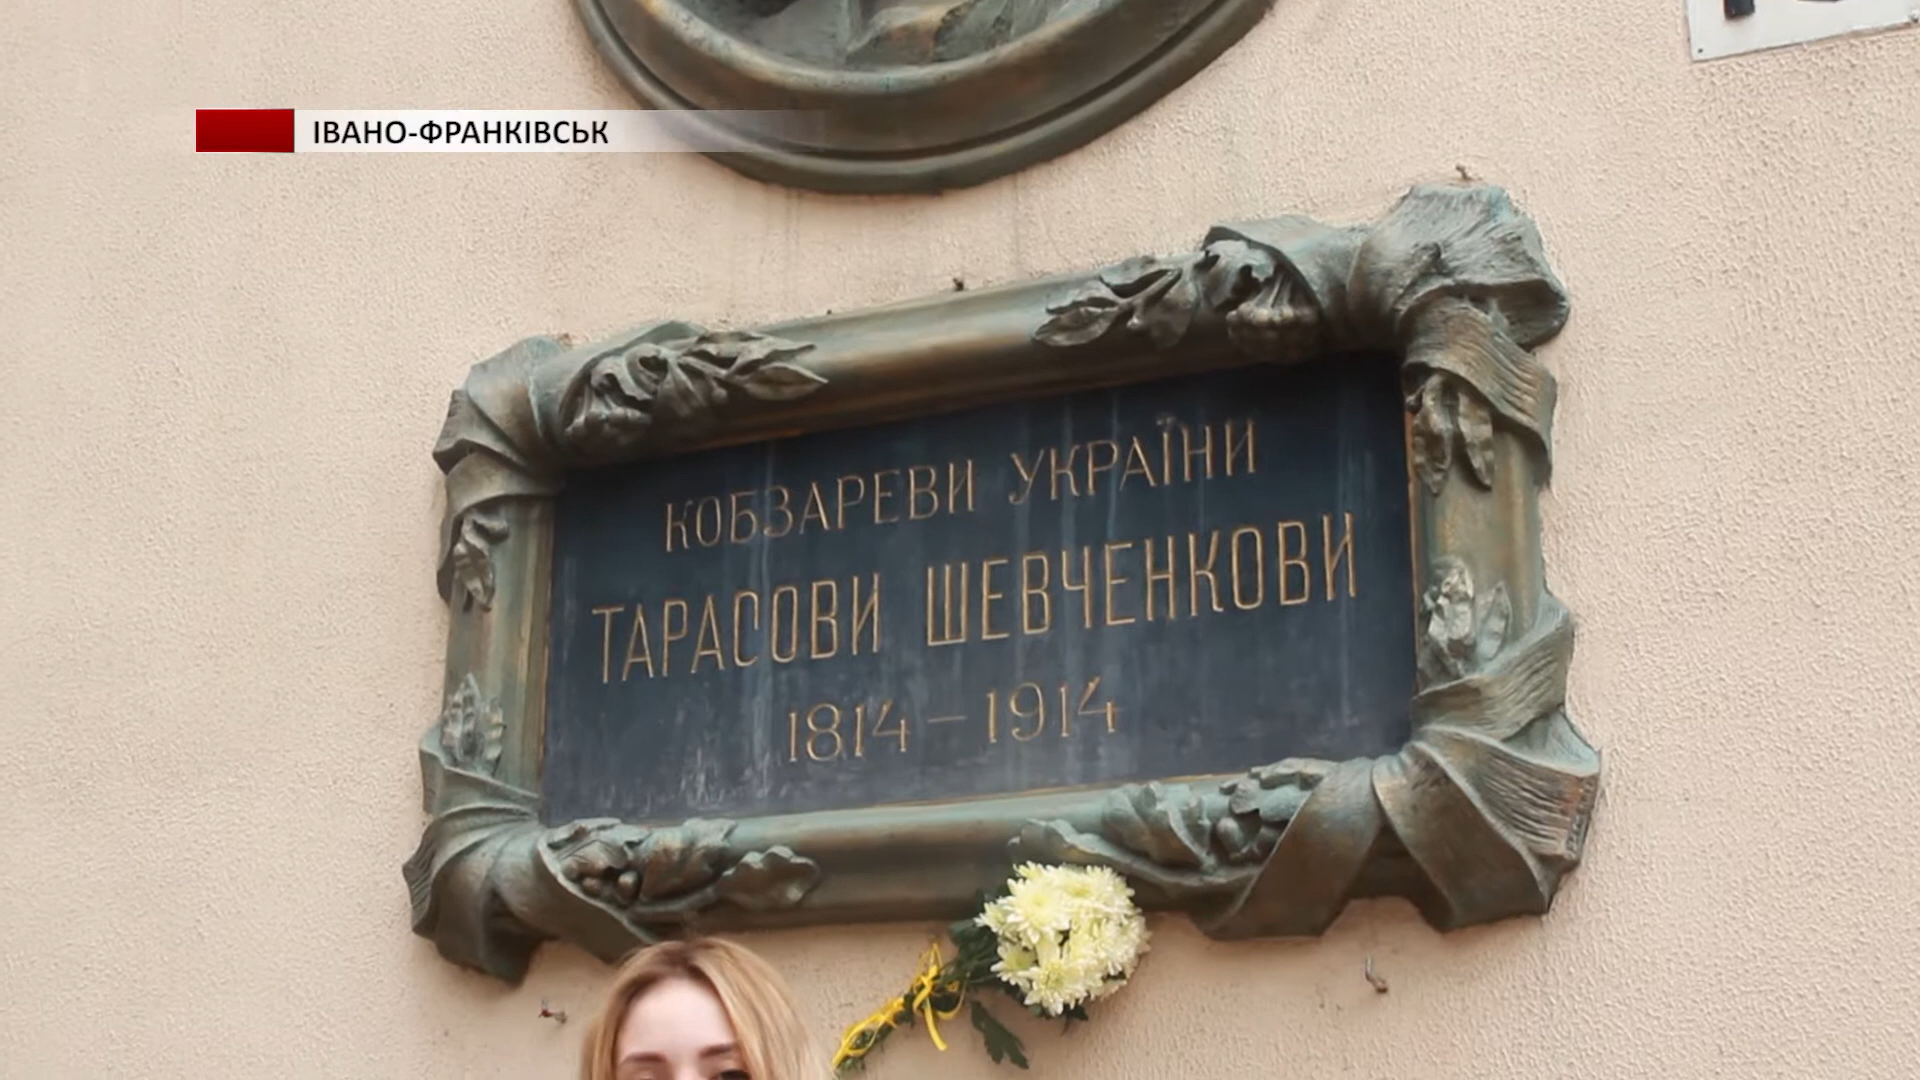 ІВАНО-ФРАНКІВСЬК
КОБЗАРЕВИ УКРАЇНИ
ТАРАСОВИ ШЕВЧЕНКОВИ
1814 – 1914